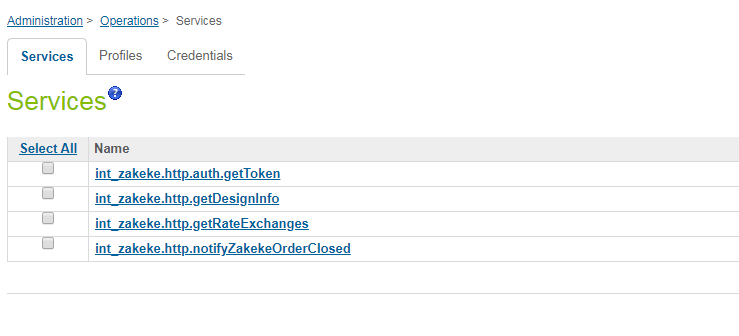 Administration > Operations > Services
Services Profiles Credentials
Services ?
Select All Name
int_zakeke.http.auth.getToken
int_zakeke.http.getDesignInfo
int_zakeke.http.getRateExchanges
int_zakeke.http.notifyZakekeOrderClosed